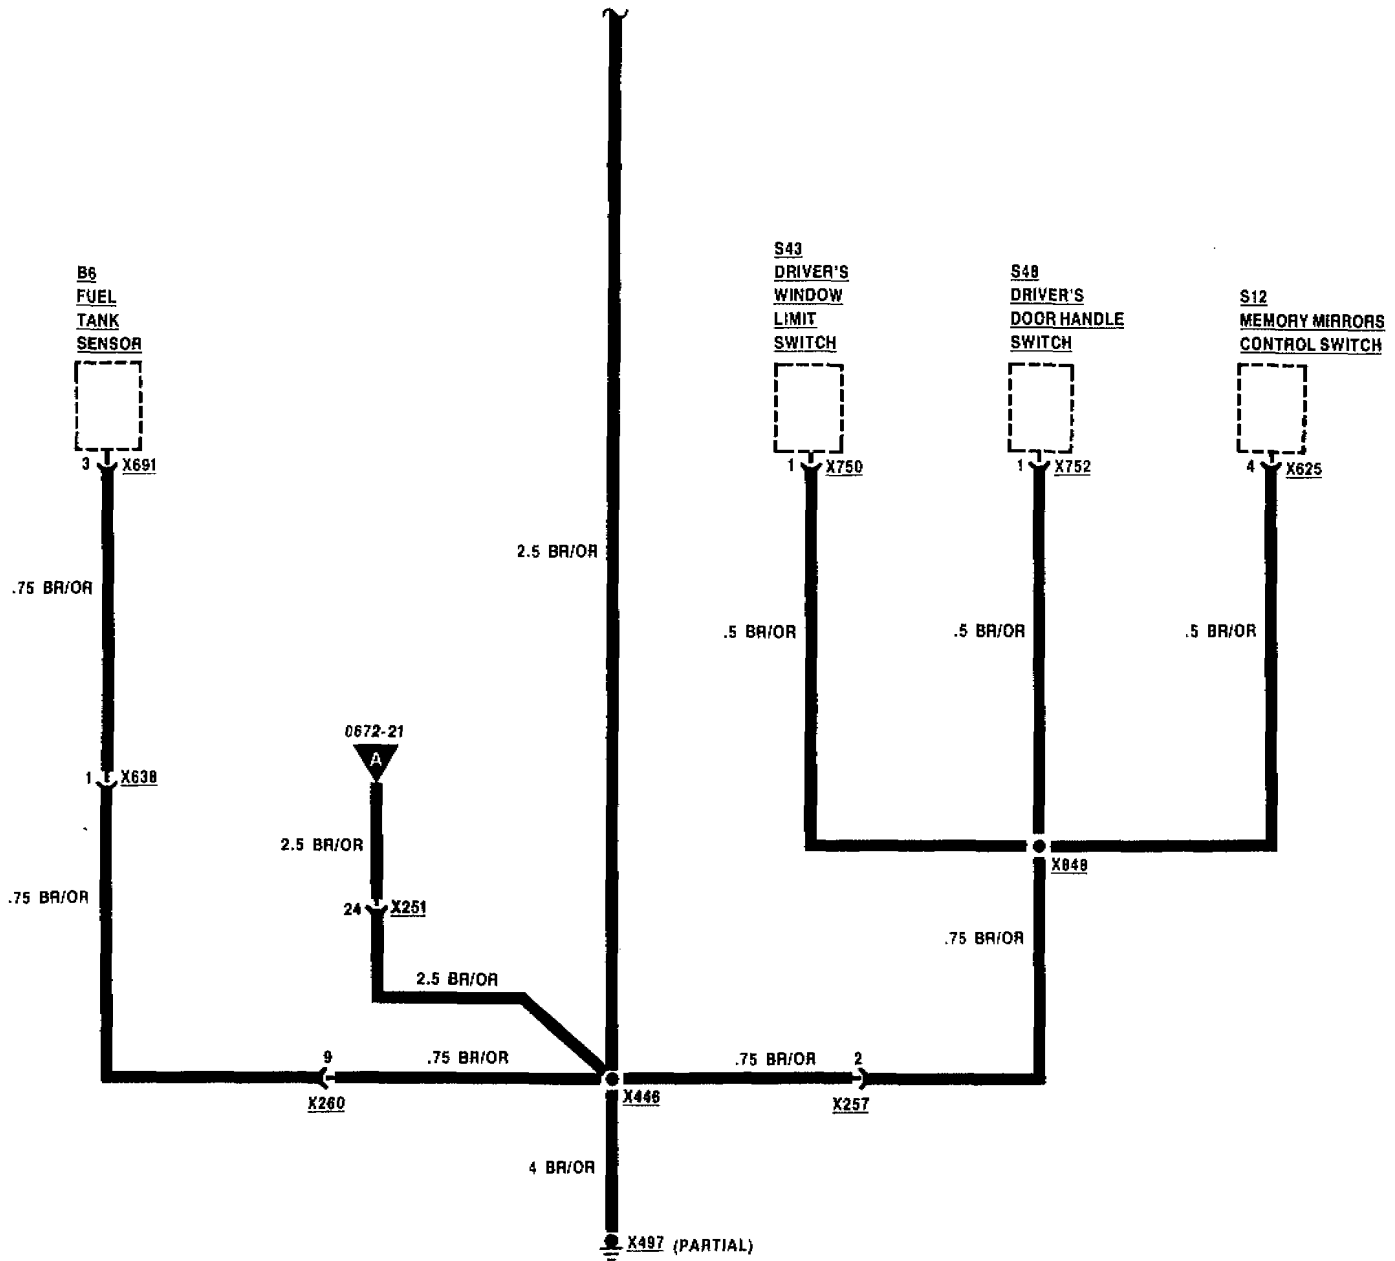 S43
DRIVER'S
WINDOW
LIMIT
SWITCH
B6
FUEL
TANK
SENSOR
S48
DRIVER'S
DOOR HANDLE
SWITCH
S12
MEMORY MIRRORS
CONTROL SWITCH
3 X691
1 X750
1 X752
4 X625
2.5 BR/OR
.75 BR/OR
.5 BR/OR
.5 BR/OR
.5 BR/OR
0672-21
A
1 X638
2.5 BR/OR
X848
.75 BR/OR
24 X251
.75 BR/OR
2.5 BR/OR
9
.75 BR/OR
.75 BR/OR
2
X260
X446
X257
4 BR/OR
X497 (PARTIAL)